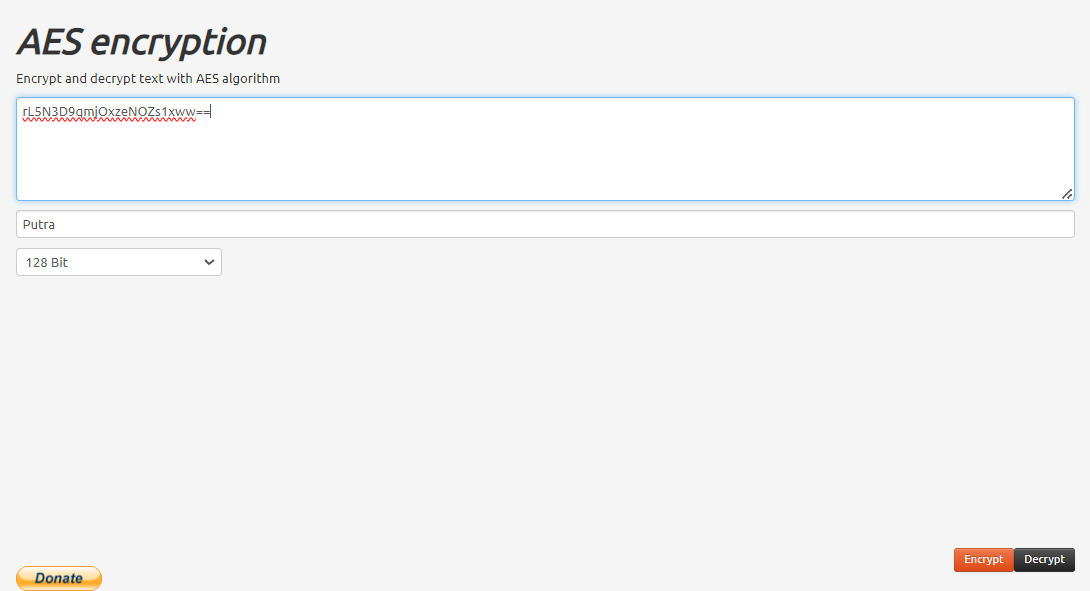 AES encryption
Encrypt and decrypt text with AES algorithm
rL5N3D9qmjOxzeNOZs1xww==
Putra
128 Bit
Encrypt
Decrypt
Donate